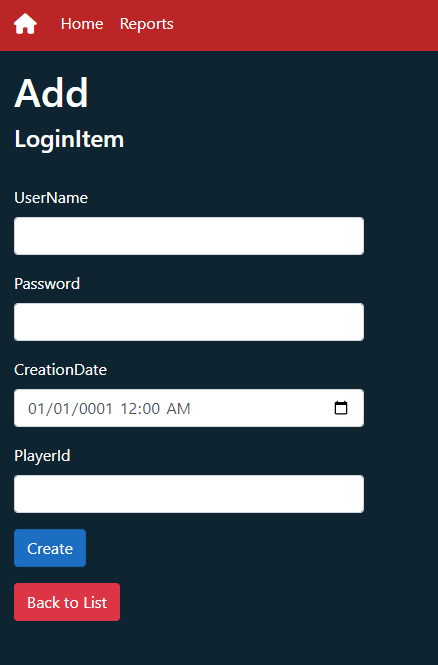 Home Reports
Add
LoginItem
UserName
Password
CreationDate
01/01/0001 12:00 AM
PlayerId
Create
Back to List